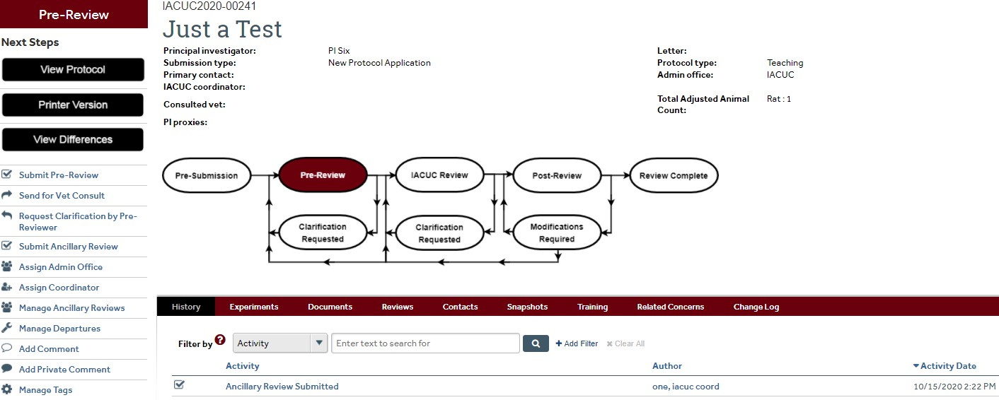 Pre-Review
Next Steps
View Protocol
Printer Version
View Differences
Submit Pre-Review
Send for Vet Consult
Request Clarification by Pre-
Reviewer
Submit Ancillary Review
Assign Admin Office
Assign Coordinator
Manage Ancillary Reviews
Manage Departures
Add Comment
Add Private Comment
Manage Tags
IACUC2020-00241
Just a Test
Principal investigator: PI Six
Submission type: New Protocol Application
Primary contact:
IACUC coordinator:
Consulted vet:
PI proxies:
Letter:
Protocol type: Teaching
Admin office: IACUC
Total Adjusted Animal Rat : 1
Count:
Pre-Submission Pre-Review IACUC Review Post-Review Review Complete
Clarification Clarification Modifications
Requested Requested Required
History Experiments Documents Reviews Contacts Snapshots Training Related Concerns Change Log
Filter by ? Activity Enter text to search for + Add Filter × Clear All
Activity Author Activity Date
Ancillary Review Submitted one, iacuc coord 10/15/2020 2:22 PM